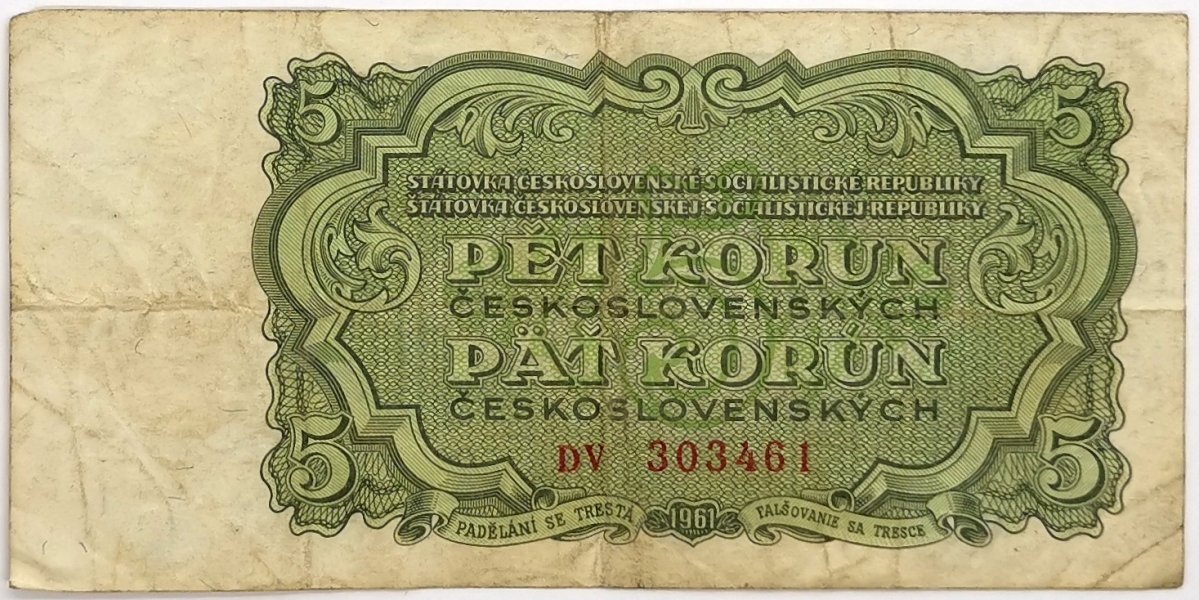 5 5
STÁTOVKA ČESKOSLOVENSKÉ SOCIALISTICKÉ REPUBLIKY
ŠTÁTOVKA ČESKOSLOVENSKEJ SOCIALISTICKEJ REPUBLIKY
PĚT KORUN
ČESKOSLOVENSKÝCH
PÄŤ KORÚN
ČESKOSLOVENSKÝCH
5 5
DV 303461
PADĚLÁNÍ SE TRESTÁ 1961 FALŠOVANIE SA TRESCE